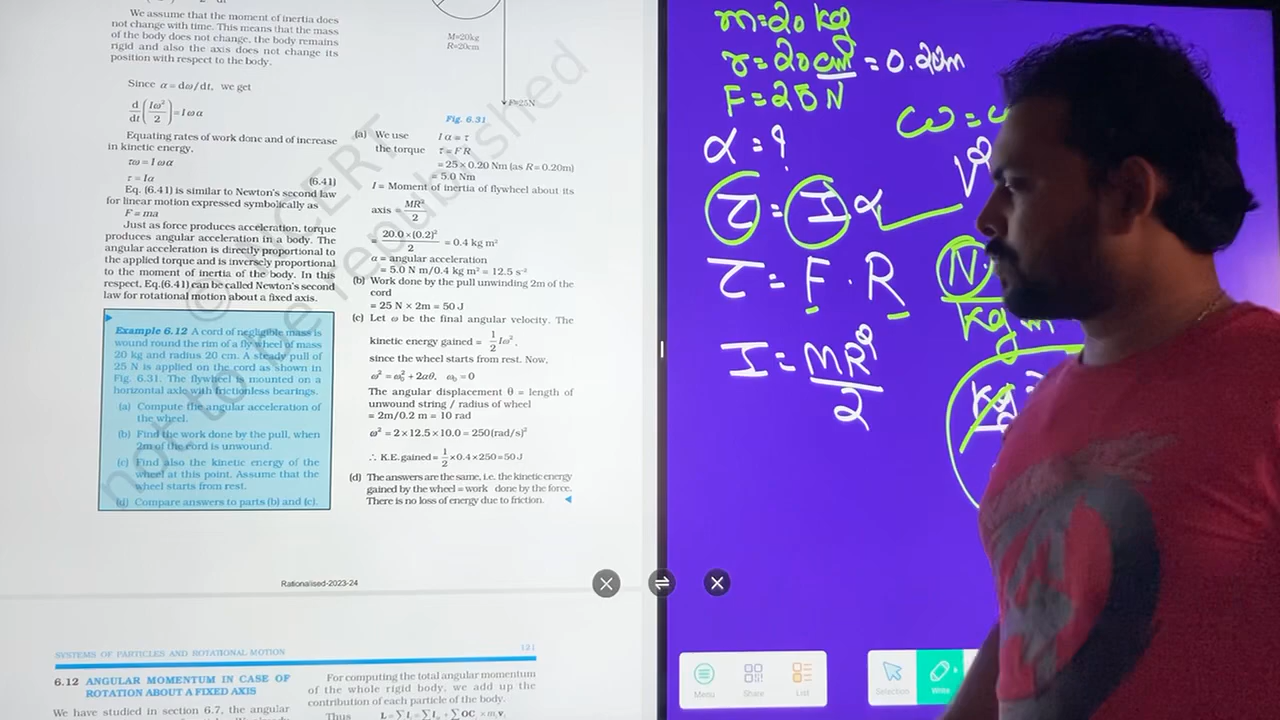 We assume that the moment of inertia does
not change with time. This means that the mass
of the body does not change, the body remains
rigid and also the axis does not change its
position with respect to the body.
Since α = dω/dt, we get
d/dt (Iω²/2) = I ω α
Equating rates of work done and of increase
in kinetic energy,
τω = I ω α
τ = Iα (6.41)
Eq. (6.41) is similar to Newton's second law
for linear motion expressed symbolically as
F = ma
Just as force produces acceleration, torque
produces angular acceleration in a body. The
angular acceleration is directly proportional to
the applied torque and is inversely proportional
to the moment of inertia of the body. In this
respect, Eq.(6.41) can be called Newton's second
law for rotational motion about a fixed axis.
Example 6.12 A cord of negligible mass is
wound round the rim of a fly wheel of mass
20 kg and radius 20 cm. A steady pull of
25 N is applied on the cord as shown in
Fig. 6.31. The flywheel is mounted on a
horizontal axle with frictionless bearings.
(a) Compute the angular acceleration of
the wheel.
(b) Find the work done by the pull, when
2m of the cord is unwound.
(c) Find also the kinetic energy of the
wheel at this point. Assume that the
wheel starts from rest.
(d) Compare answers to parts (b) and (c).
M=20kg
R=20cm
F=25N
Fig. 6.31
(a) We use I α = τ
the torque τ = F R
= 25 × 0.20 Nm (as R = 0.20m)
= 5.0 Nm
I = Moment of inertia of flywheel about its
axis = MR²/2
= 20.0 × (0.2)²/2 = 0.4 kg m²
α = angular acceleration
= 5.0 N m/0.4 kg m² = 12.5 s⁻²
(b) Work done by the pull unwinding 2m of the
cord
= 25 N × 2m = 50 J
(c) Let ω be the final angular velocity. The
kinetic energy gained = 1/2 Iω²,
since the wheel starts from rest. Now,
ω² = ω₀² + 2αθ, ω₀ = 0
The angular displacement θ = length of
unwound string / radius of wheel
= 2m/0.2 m = 10 rad
ω² = 2 × 12.5 × 10.0 = 250 (rad/s)²
∴ K.E. gained = 1/2 × 0.4 × 250 = 50 J
(d) The answers are the same, i.e. the kinetic energy
gained by the wheel = work done by the force.
There is no loss of energy due to friction.
© NCERT
not to be republished
Rationalised-2023-24
SYSTEMS OF PARTICLES AND ROTATIONAL MOTION 121
6.12 ANGULAR MOMENTUM IN CASE OF
ROTATION ABOUT A FIXED AXIS
We have studied in section 6.7, the angular
For computing the total angular momentum
of the whole rigid body, we add up the
contribution of each particle of the body.
Thus
m=20 kg
r=20cm = 0.20m
F=25N
α = ?
τ = I α
τ = F . R
I = MR²/2
ω =
N
kg m
kg
Menu
Share
List
Selection
Write